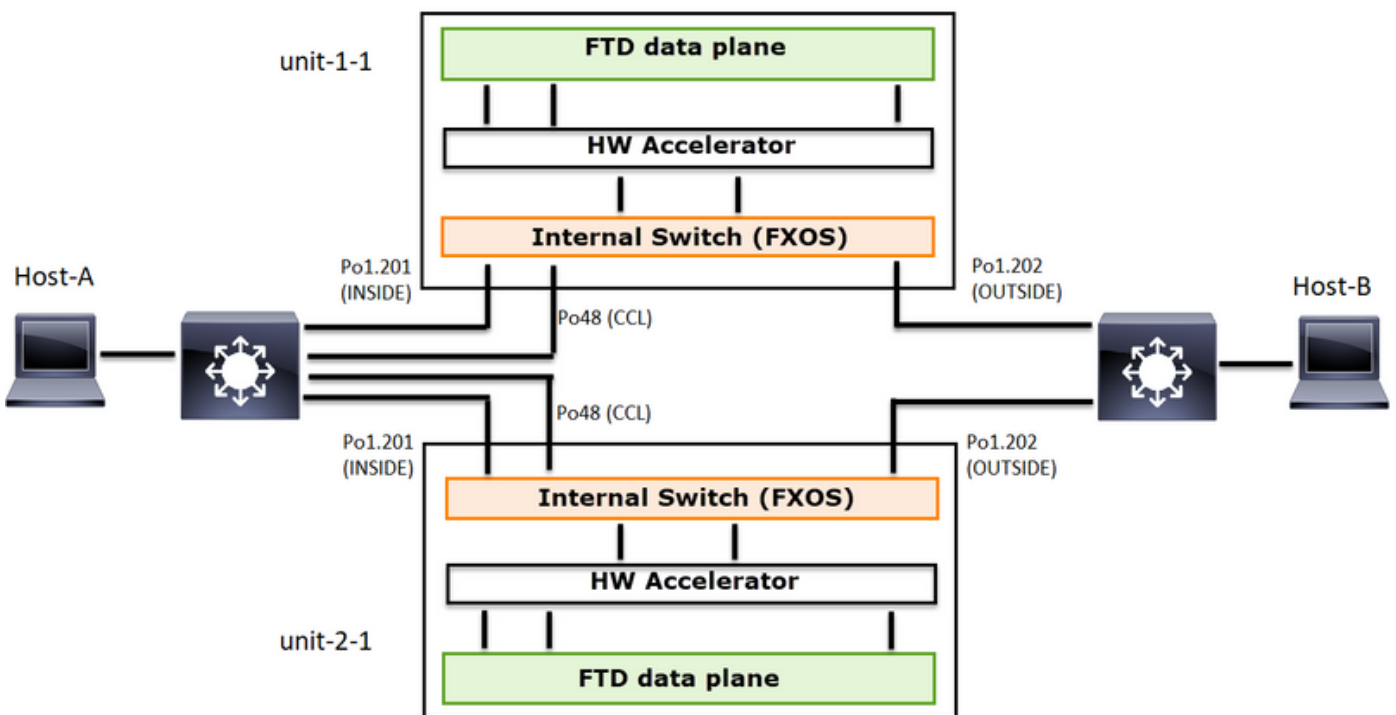 FTD data plane
unit-1-1
HW Accelerator
Internal Switch (FXOS)
Po1.201
(INSIDE)
Po1.202
(OUTSIDE)
Host-A
Host-B
Po48 (CCL)
Po48 (CCL)
Po1.201
(INSIDE)
Po1.202
(OUTSIDE)
Internal Switch (FXOS)
HW Accelerator
unit-2-1
FTD data plane